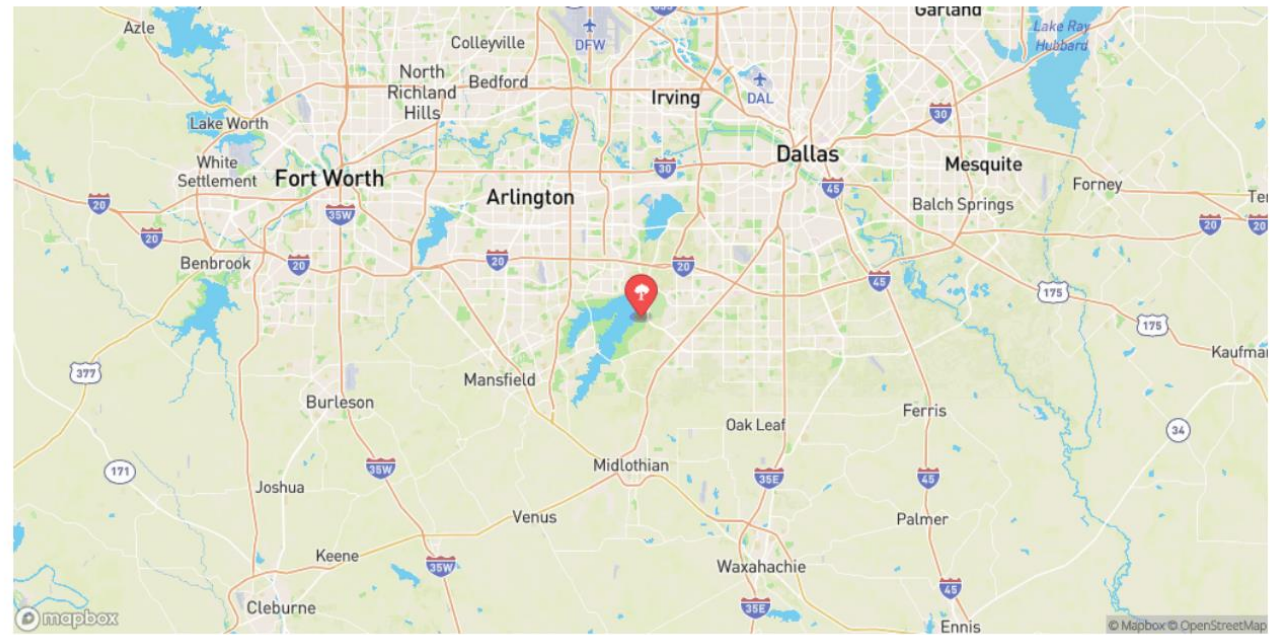 Garland
Azle
Lake Ray
Hubbard
Colleyville
DFW
North
Richland
Hills
Bedford
Irving
DAL
30
Lake Worth
White
Settlement
Fort Worth
Arlington
30
Dallas
45
Mesquite
Forney
Balch Springs
Te
20
35W
20
20
20
Benbrook
20
20
20
45
175
175
377
Mansfield
Burleson
Kaufma
Oak Leaf
Ferris
34
171
35W
Midlothian
35E
45
Joshua
Venus
Palmer
Keene
35W
Waxahachie
45
Cleburne
35E
Ennis
mapbox
© Mapbox © OpenStreetMap